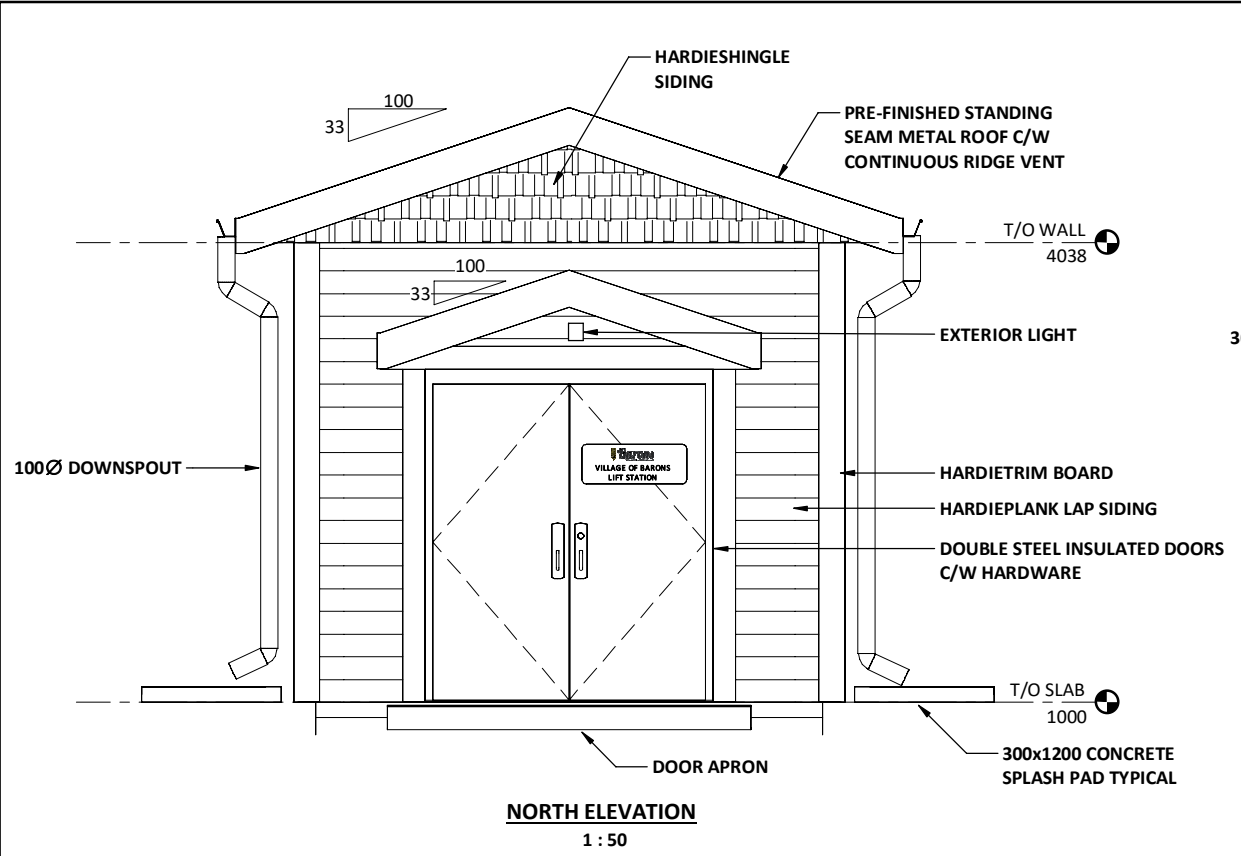 HARDIESHINGLE
SIDING
100
33
PRE-FINISHED STANDING
SEAM METAL ROOF C/W
CONTINUOUS RIDGE VENT
T/O WALL
4038
100
33
EXTERIOR LIGHT
100Ø DOWNSPOUT
VILLAGE OF BARONS
LIFT STATION
HARDIETRIM BOARD
HARDIEPLANK LAP SIDING
DOUBLE STEEL INSULATED DOORS
C/W HARDWARE
T/O SLAB
1000
300x1200 CONCRETE
SPLASH PAD TYPICAL
DOOR APRON
NORTH ELEVATION
1 : 50